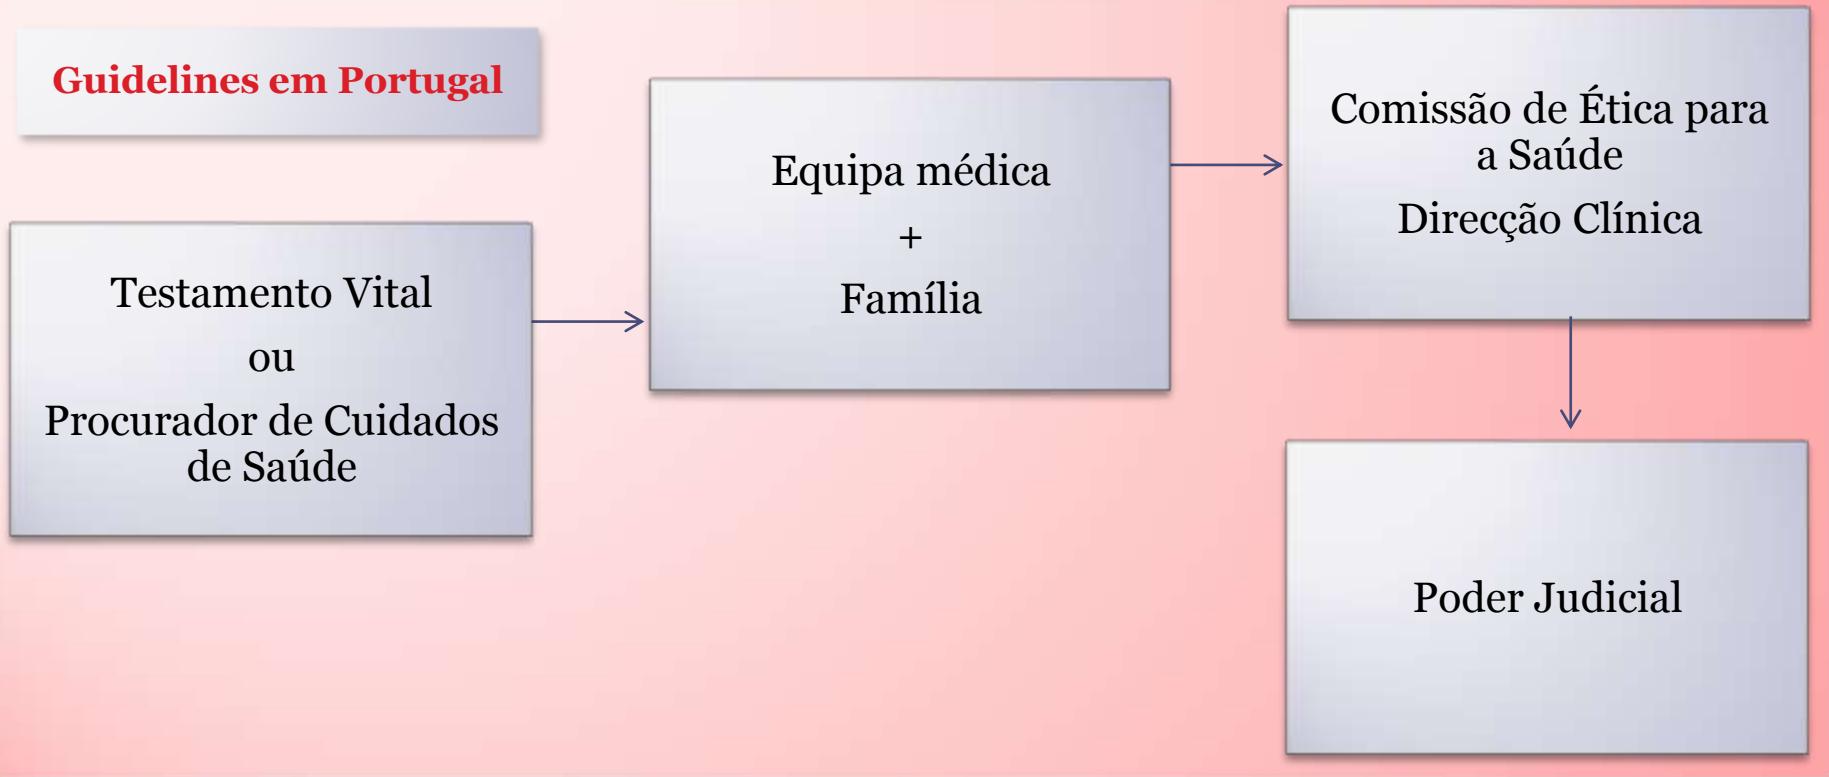 Guidelines em Portugal
Testamento Vital
ou
Procurador de Cuidados
de Saúde
Equipa médica
+
Família
Comissão de Ética para
a Saúde
Direcção Clínica
Poder Judicial